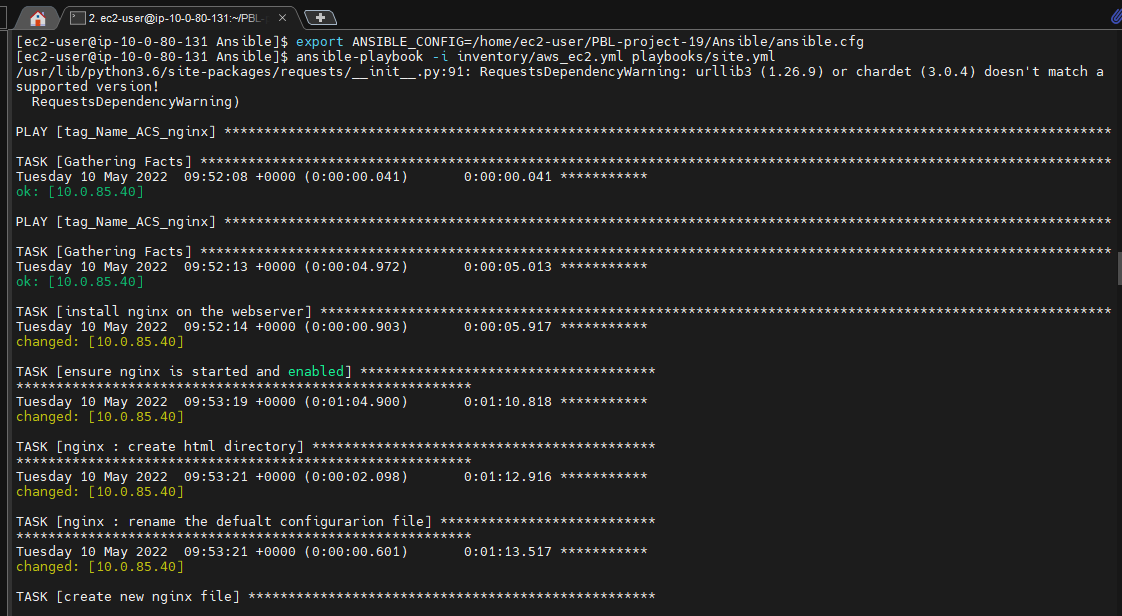 2. ec2-user@ip-10-0-80-131:~/PBL-
[ec2-user@ip-10-0-80-131 Ansible]$ export ANSIBLE_CONFIG=/home/ec2-user/PBL-project-19/Ansible/ansible.cfg
[ec2-user@ip-10-0-80-131 Ansible]$ ansible-playbook -i inventory/aws_ec2.yml playbooks/site.yml
/usr/lib/python3.6/site-packages/requests/__init__.py:91: RequestsDependencyWarning: urllib3 (1.26.9) or chardet (3.0.4) doesn't match a
supported version!
  RequestsDependencyWarning)
PLAY [tag_Name_ACS_nginx] ***************************************************************************************************************
TASK [Gathering Facts] ******************************************************************************************************************
Tuesday 10 May 2022  09:52:08 +0000 (0:00:00.041)       0:00:00.041 ***********
ok: [10.0.85.40]
PLAY [tag_Name_ACS_nginx] ***************************************************************************************************************
TASK [Gathering Facts] ******************************************************************************************************************
Tuesday 10 May 2022  09:52:13 +0000 (0:00:04.972)       0:00:05.013 ***********
ok: [10.0.85.40]
TASK [install nginx on the webserver] ***************************************************************************************************
Tuesday 10 May 2022  09:52:14 +0000 (0:00:00.903)       0:00:05.917 ***********
changed: [10.0.85.40]
TASK [ensure nginx is started and enabled] *************************************
*********************************************************
Tuesday 10 May 2022  09:53:19 +0000 (0:01:04.900)       0:01:10.818 ***********
changed: [10.0.85.40]
TASK [nginx : create html directory] *******************************************
*********************************************************
Tuesday 10 May 2022  09:53:21 +0000 (0:00:02.098)       0:01:12.916 ***********
changed: [10.0.85.40]
TASK [nginx : rename the defualt configurarion file] ***************************
*********************************************************
Tuesday 10 May 2022  09:53:21 +0000 (0:00:00.601)       0:01:13.517 ***********
changed: [10.0.85.40]
TASK [create new nginx file] ***************************************************